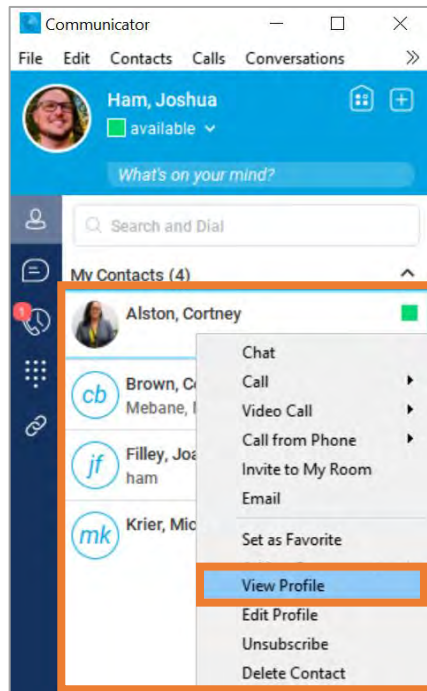 Communicator
File Edit Contacts Calls Conversations »
Ham, Joshua
available
What's on your mind?
Search and Dial
My Contacts (4)
1
Alston, Cortney
cb
Brown,
Mebane,
jf
Filley,
ham
mk
Krier,
Chat
Call
Video Call
Call from Phone
Invite to My Room
Email
Set as Favorite
View Profile
Edit Profile
Unsubscribe
Delete Contact